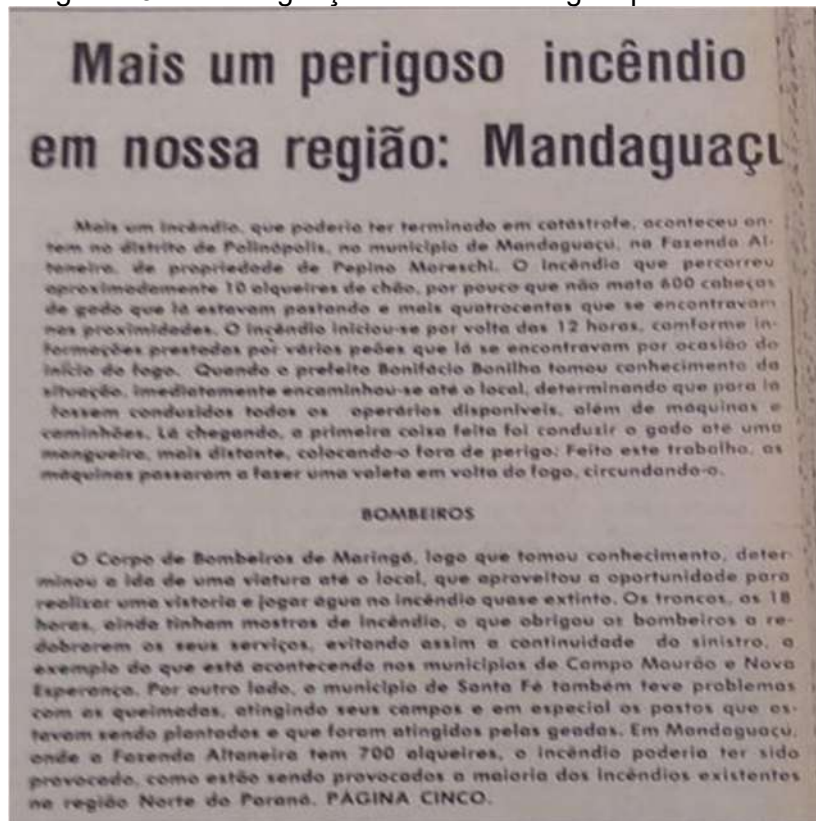 Mais um perigoso incêndio
em nossa região: Mandaguaçu
Mais um incêndio, que poderia ter terminado em catástrofe, aconteceu on-
tem no distrito de Polinópolis, no município de Mandaguaçu, na Fazenda Al-
taneira, de propriedade de Pepino Moreschi. O incêndio que percorreu
aproximadamente 10 alqueires de chão, por pouco que não mata 600 cabeças
de gado que lá estavam pastando e mais quatrocentas que se encontravam
nas proximidades. O incêndio iniciou-se por volta das 12 horas, comforme in-
formações prestadas por vários peões que lá se encontravam por ocasião do
início do fogo. Quando o prefeito Bonifácio Bonilha tomou conhecimento da
situação, imediatamente encaminhou-se até o local, determinando que para lá
fossem conduzidos todos os operários disponíveis, além de máquinas e
caminhões. Lá chegando, a primeira coisa feita foi conduzir o gado até uma
mangueira, mais distante, colocando-o fora de perigo; Feito este trabalho, as
máquinas passaram a fazer uma valeta em volta do fogo, circundando-o.
BOMBEIROS
O Corpo de Bombeiros de Maringá, logo que tomou conhecimento, deter-
minou a ida de uma viatura até o local, que aproveitou a oportunidade para
realizar uma vistoria e jogar água no incêndio quase extinto. Os troncos, as 18
horas, ainda tinham mostras de incêndio, o que obrigou os bombeiros a re-
dobrarem os seus serviços, evitando assim a continuidade do sinistro, a
exemplo do que está acontecendo nos municípios de Campo Mourão e Nova
Esperança. Por outro lado, o município de Santa Fé também teve problemas
com as queimadas, atingindo seus campos e em especial os pastos que es-
tavam sendo plantados e que foram atingidos pelas geadas. Em Mandaguaçu,
onde a Fazenda Altaneira tem 700 alqueires, o incêndio poderia ter sido
provocado, como estão sendo provocados a maioria dos incêndios existentes
na região Norte do Paraná. PÁGINA CINCO.